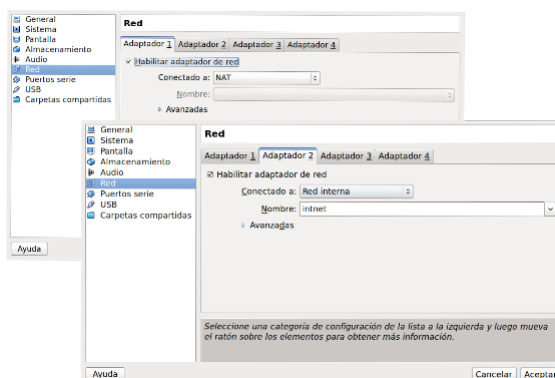 General
Sistema
Pantalla
Almacenamiento
Audio
Red
Puertos serie
USB
Carpetas compartidas
Ayuda
Red
Adaptador 1 Adaptador 2 Adaptador 3 Adaptador 4
Habilitar adaptador de red
Conectado a: NAT
Nombre:
Avanzadas
General
Sistema
Pantalla
Almacenamiento
Audio
Red
Puertos serie
USB
Carpetas compartidas
Red
Adaptador 1 Adaptador 2 Adaptador 3 Adaptador 4
Habilitar adaptador de red
Conectado a: Red interna
Nombre: intnet
Avanzadas
Seleccione una categoría de configuración de la lista a la izquierda y luego mueva
el ratón sobre los elementos para obtener más información.
Ayuda
Cancelar Aceptar